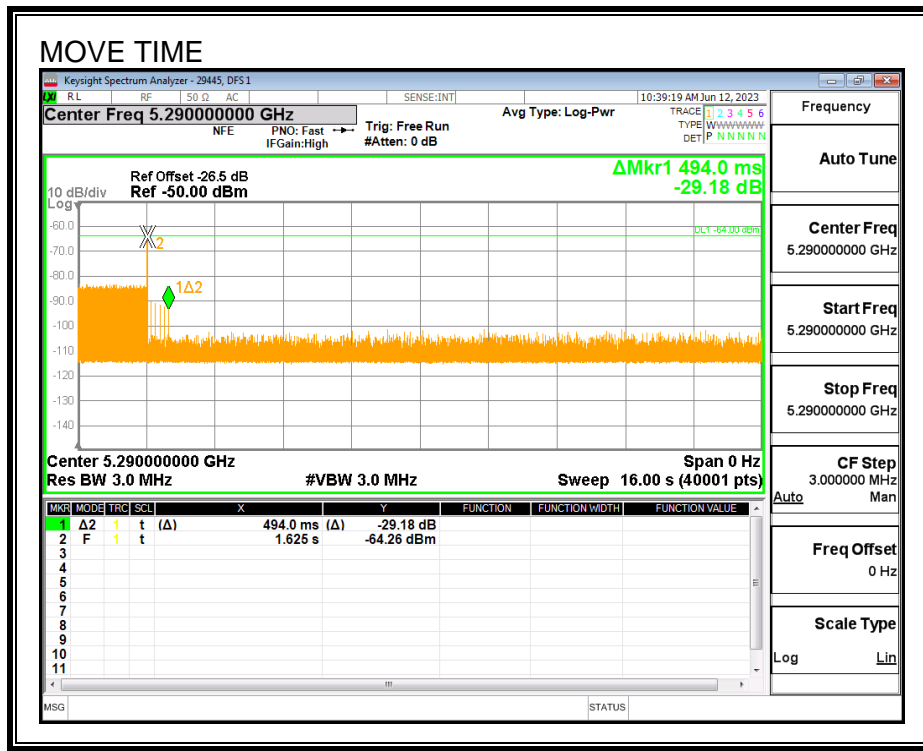 MOVE TIME
Keysight Spectrum Analyzer - 29445, DFS 1
LXI RL RF 50 Ω AC SENSE:INT 10:39:19 AM Jun 12, 2023
Center Freq 5.290000000 GHz Avg Type: Log-Pwr TRACE 1 2 3 4 5 6
NFE PNO: Fast Trig: Free Run TYPE WWWWWW
IFGain:High #Atten: 0 dB DET P N N N N N
ΔMkr1 494.0 ms
-29.18 dB
Ref Offset -26.5 dB
10 dB/div Ref -50.00 dBm
Log
-60.0
DL1 -64.00 dBm
2
-70.0
-80.0
1Δ2
-90.0
-100
-110
-120
-130
-140
Center 5.290000000 GHz Span 0 Hz
Res BW 3.0 MHz #VBW 3.0 MHz Sweep 16.00 s (40001 pts)
MKR MODE TRC SCL X Y FUNCTION FUNCTION WIDTH FUNCTION VALUE
1 Δ2 1 t (Δ) 494.0 ms (Δ) -29.18 dB
2 F 1 t 1.625 s -64.26 dBm
3
4
5
6
7
8
9
10
11
MSG STATUS
Frequency
Auto Tune
Center Freq
5.290000000 GHz
Start Freq
5.290000000 GHz
Stop Freq
5.290000000 GHz
CF Step
3.000000 MHz
Auto Man
Freq Offset
0 Hz
Scale Type
Log Lin